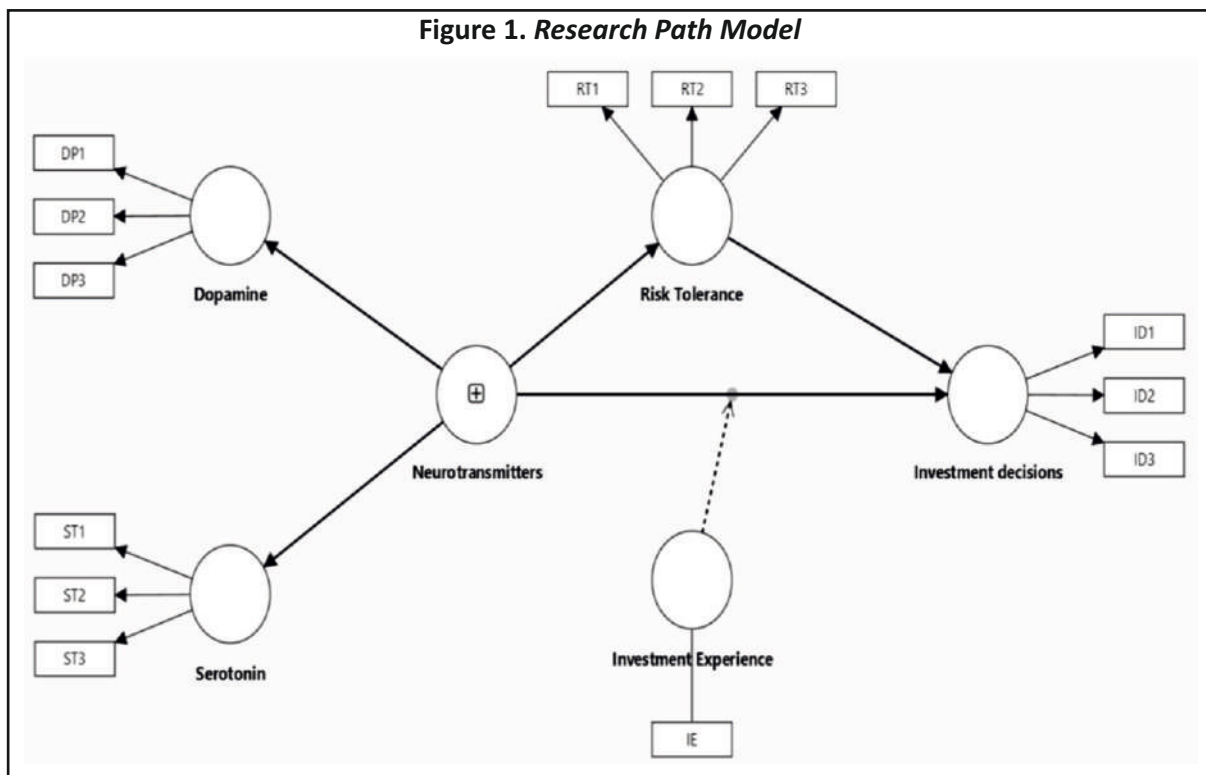 Figure 1. Research Path Model
RT1 RT2 RT3
DP1
DP2
DP3
Dopamine
Risk Tolerance
ID1
ID2
ID3
Neurotransmitters
Investment decisions
ST1
ST2
ST3
Serotonin
Investment Experience
IE